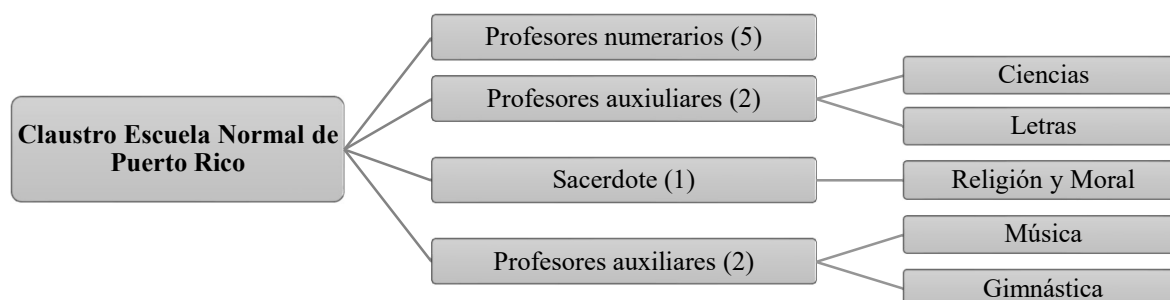 Claustro Escuela Normal de
Puerto Rico
Profesores numerarios (5)
Profesores auxiuliares (2)
Ciencias
Letras
Sacerdote (1)
Religión y Moral
Profesores auxiliares (2)
Música
Gimnástica